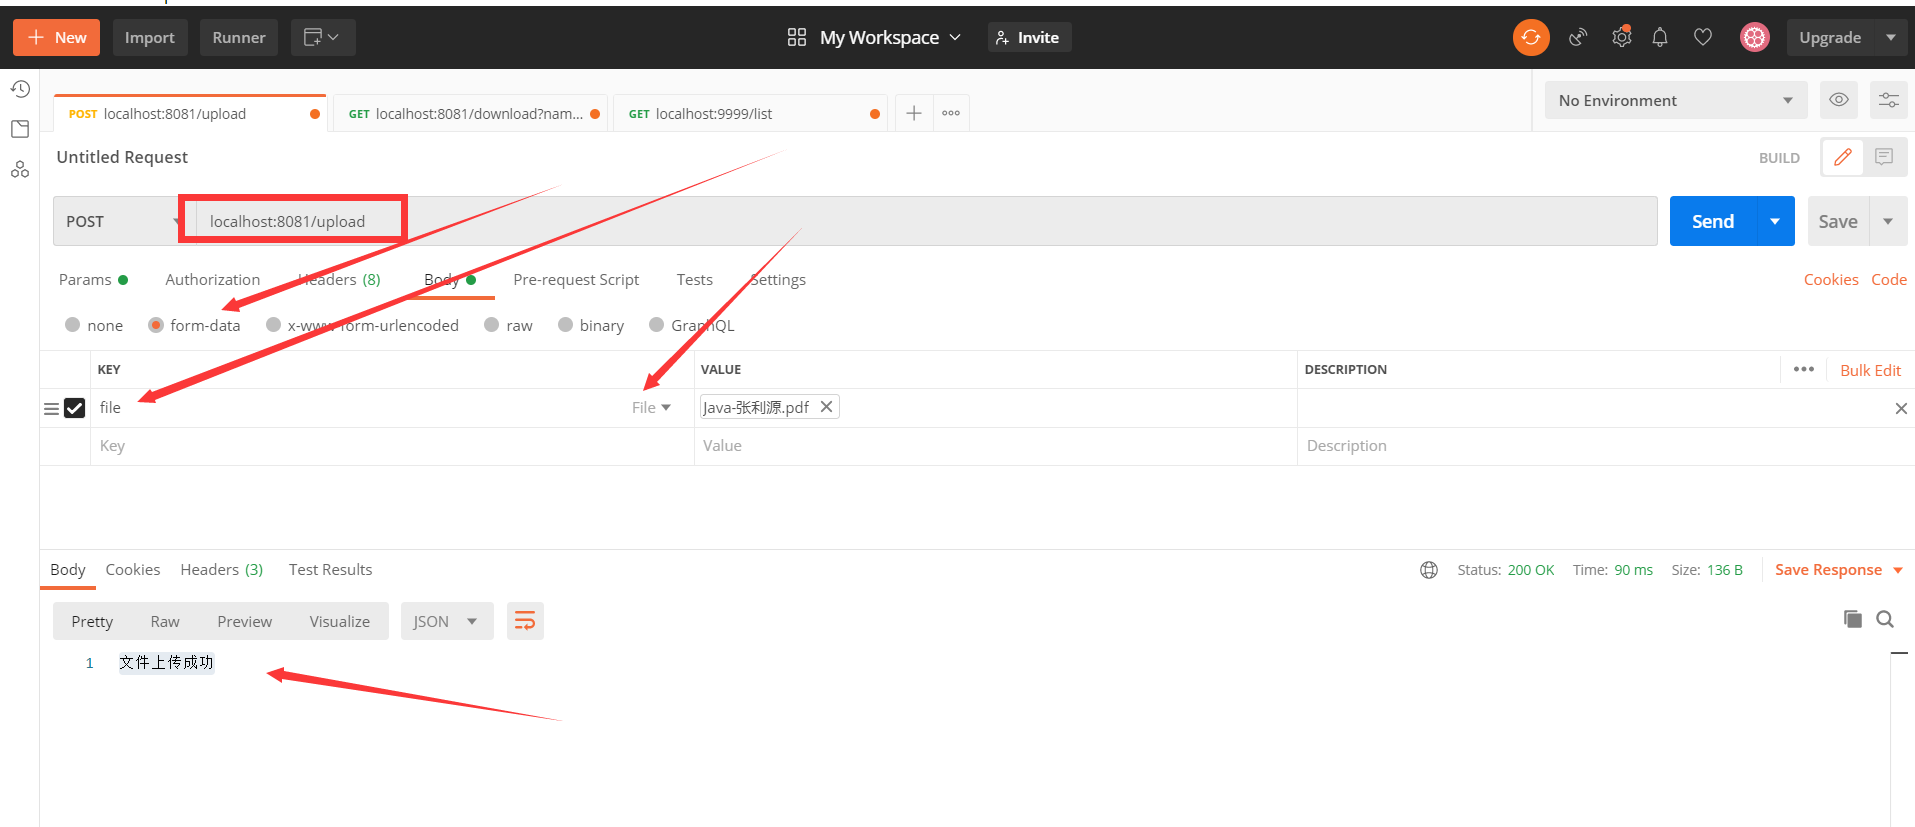 New Import Runner My Workspace Invite Upgrade
POST localhost:8081/upload GET localhost:8081/download?nam... GET localhost:9999/list No Environment
Untitled Request BUILD
POST localhost:8081/upload Send Save
Params Authorization Headers (8) Body Pre-request Script Tests Settings Cookies Code
none form-data x-www-form-urlencoded raw binary GraphQL
KEY VALUE DESCRIPTION Bulk Edit
file File Java-张利源.pdf
Key Value Description
Body Cookies Headers (3) Test Results Status: 200 OK Time: 90 ms Size: 136 B Save Response
Pretty Raw Preview Visualize JSON
1 文件上传成功